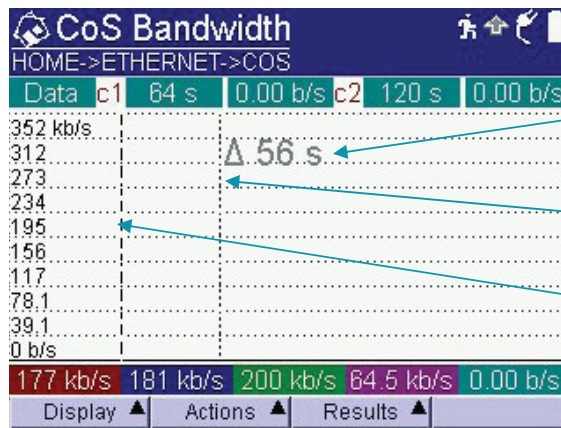 CoS Bandwidth
HOME->ETHERNET->COS
Data c1 64 s 0.00 b/s c2 120 s 0.00 b/s
352 kb/s
312
Δ 56 s
273
234
195
156
117
78.1
39.1
0 b/s
177 kb/s 181 kb/s 200 kb/s 64.5 kb/s 0.00 b/s
Display Actions Results